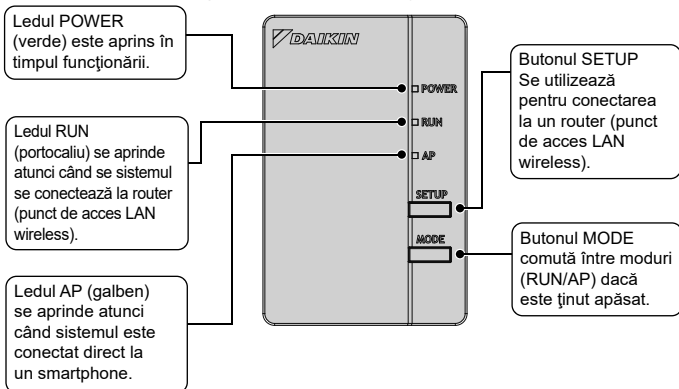 Ledul POWER
(verde) este aprins în
timpul funcţionării.
Ledul RUN
(portocaliu) se aprinde
atunci când se sistemul
se conectează la router
(punct de acces LAN
wireless).
Ledul AP (galben)
se aprinde atunci
când sistemul este
conectat direct la
un smartphone.
DAIKIN
POWER
RUN
AP
SETUP
MODE
Butonul SETUP
Se utilizează
pentru conectarea
la un router (punct
de acces LAN
wireless).
Butonul MODE
comută între moduri
(RUN/AP) dacă
este ţinut apăsat.